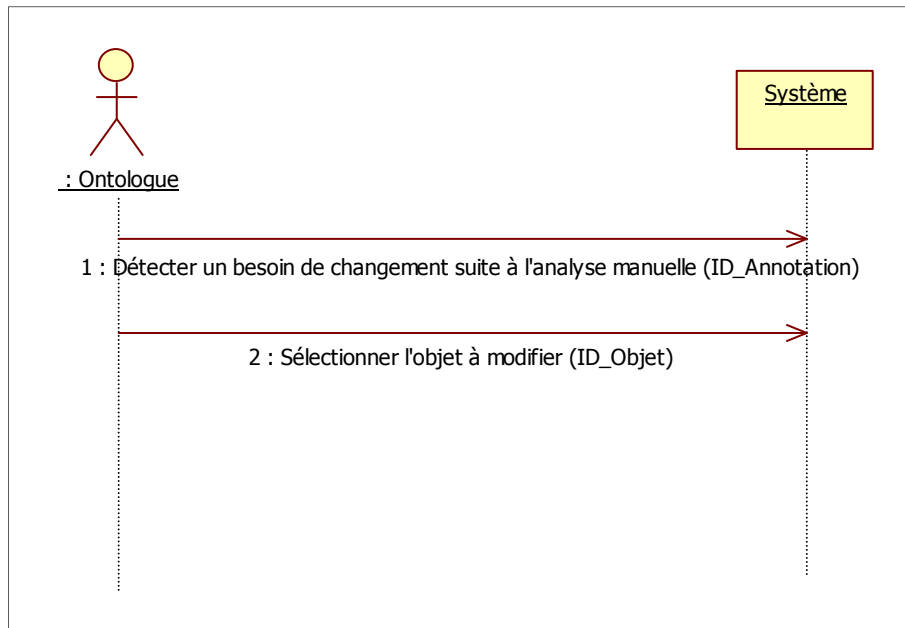 Système
: Ontologue
1 : Détecter un besoin de changement suite à l'analyse manuelle (ID_Annotation)
2 : Sélectionner l'objet à modifier (ID_Objet)